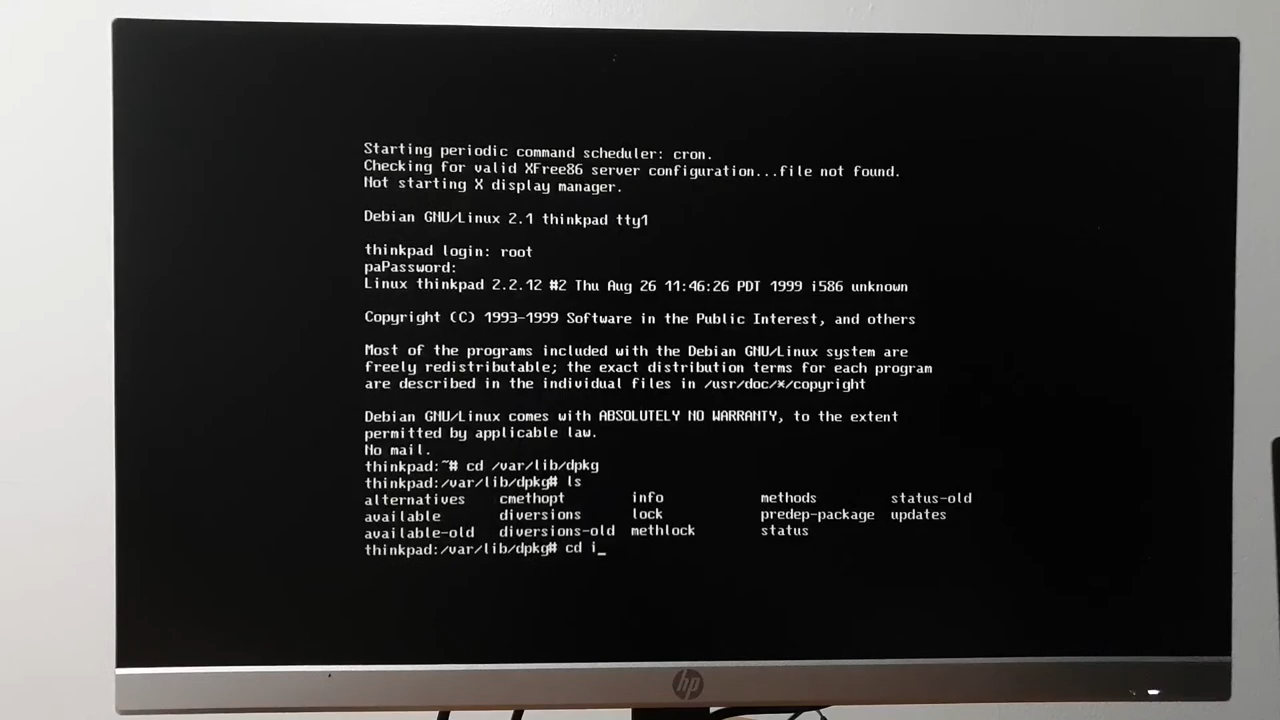 Starting periodic command scheduler: cron.
Checking for valid XFree86 server configuration...file not found.
Not starting X display manager.
Debian GNU/Linux 2.1 thinkpad tty1
thinkpad login: root
paPassword:
Linux thinkpad 2.2.12 #2 Thu Aug 26 11:46:26 PDT 1999 i586 unknown
Copyright (C) 1993-1999 Software in the Public Interest, and others
Most of the programs included with the Debian GNU/Linux system are
freely redistributable; the exact distribution terms for each program
are described in the individual files in /usr/doc/*/copyright
Debian GNU/Linux comes with ABSOLUTELY NO WARRANTY, to the extent
permitted by applicable law.
No mail.
thinkpad:~# cd /var/lib/dpkg
thinkpad:/var/lib/dpkg# ls
alternatives cmethopt info methods status-old
available diversions lock predep-package updates
available-old diversions-old methlock status
thinkpad:/var/lib/dpkg# cd i_
hp